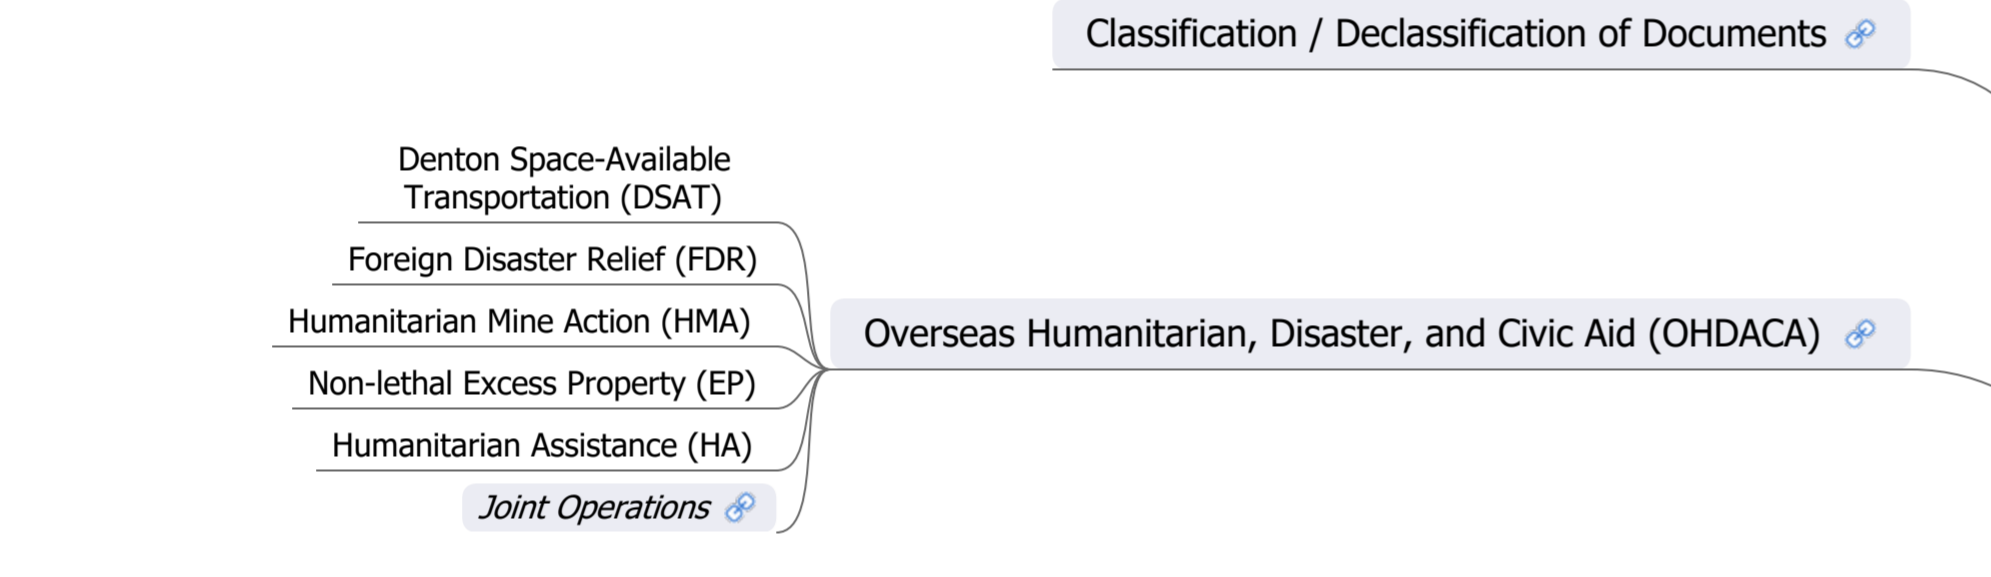 Classification / Declassification of Documents
Denton Space-Available
Transportation (DSAT)
Foreign Disaster Relief (FDR)
Humanitarian Mine Action (HMA)
Non-lethal Excess Property (EP)
Humanitarian Assistance (HA)
Joint Operations
Overseas Humanitarian, Disaster, and Civic Aid (OHDACA)